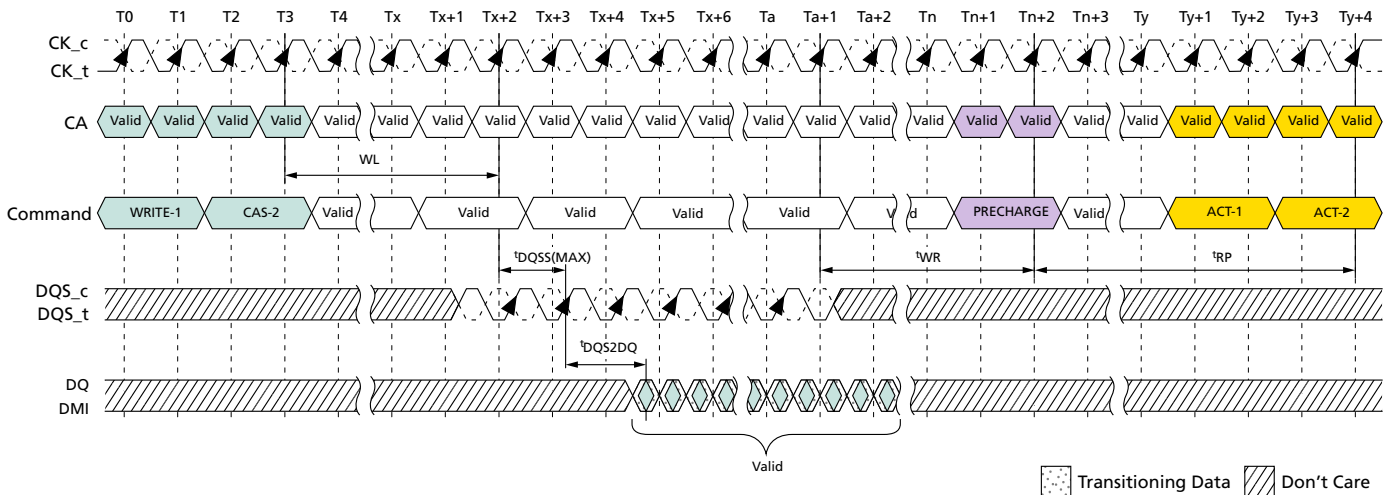 T0 T1 T2 T3 T4 Tx Tx+1 Tx+2 Tx+3 Tx+4 Tx+5 Tx+6 Ta Ta+1 Ta+2 Tn Tn+1 Tn+2 Tn+3 Ty Ty+1 Ty+2 Ty+3 Ty+4
CK_c
CK_t
CA Valid Valid Valid Valid Valid Valid Valid Valid Valid Valid Valid Valid Valid Valid Valid Valid Valid Valid Valid Valid Valid Valid Valid Valid
WL
Command WRITE-1 CAS-2 Valid Valid Valid Valid Valid PRECHARGE Valid ACT-1 ACT-2
tDQSS(MAX) tWR tRP
DQS_c
DQS_t
tDQS2DQ
DQ
DMI
Valid
Transitioning Data Don't Care